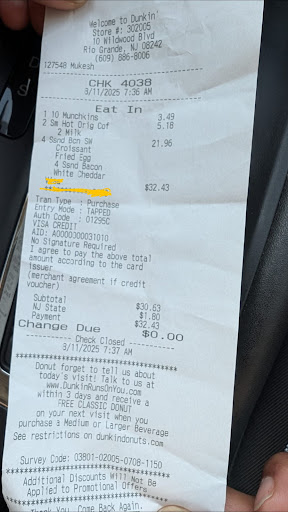 Welcome to Dunkin'
Store #: 302005
10 Wildwood Blvd
Rio Grande, NJ 08242
(609) 886-8006
127548 Mukesh
CHK 4038
3/11/2025 7:36 AM
Eat In
1 10 Munchkins 3.49
2 Sm Hot Orig Cof 5.18
2 Milk
4 Ssnd Bcn SW 21.96
Croissant
Fried Egg
4 Ssnd Bacon
White Cheddar
$32.43
Tran Type : Purchase
Entry Mode : TAPPED
Auth Code : 01295C
VISA CREDIT
AID: A0000000031010
No Signature Required
I agree to pay the above total
amount according to the card
issuer
(merchant agreement if credit
voucher)
Subtotal $30.63
NJ State $1.80
Payment $32.43
Change Due $0.00
----------- Check Closed -----------
3/11/2025 7:37 AM
Donut forget to tell us about
today's visit! Talk to us at
www.DunkinRunsOnYou.com
within 3 days and receive a
FREE CLASSIC DONUT
on your next visit when you
purchase a Medium or Larger Beverage
See restrictions on dunkindonuts.com
Survey Code: 03801-02005-0708-1150
Additional Discounts Will Not Be
Applied to Promotional Offers
Thank You, Come Back Again.